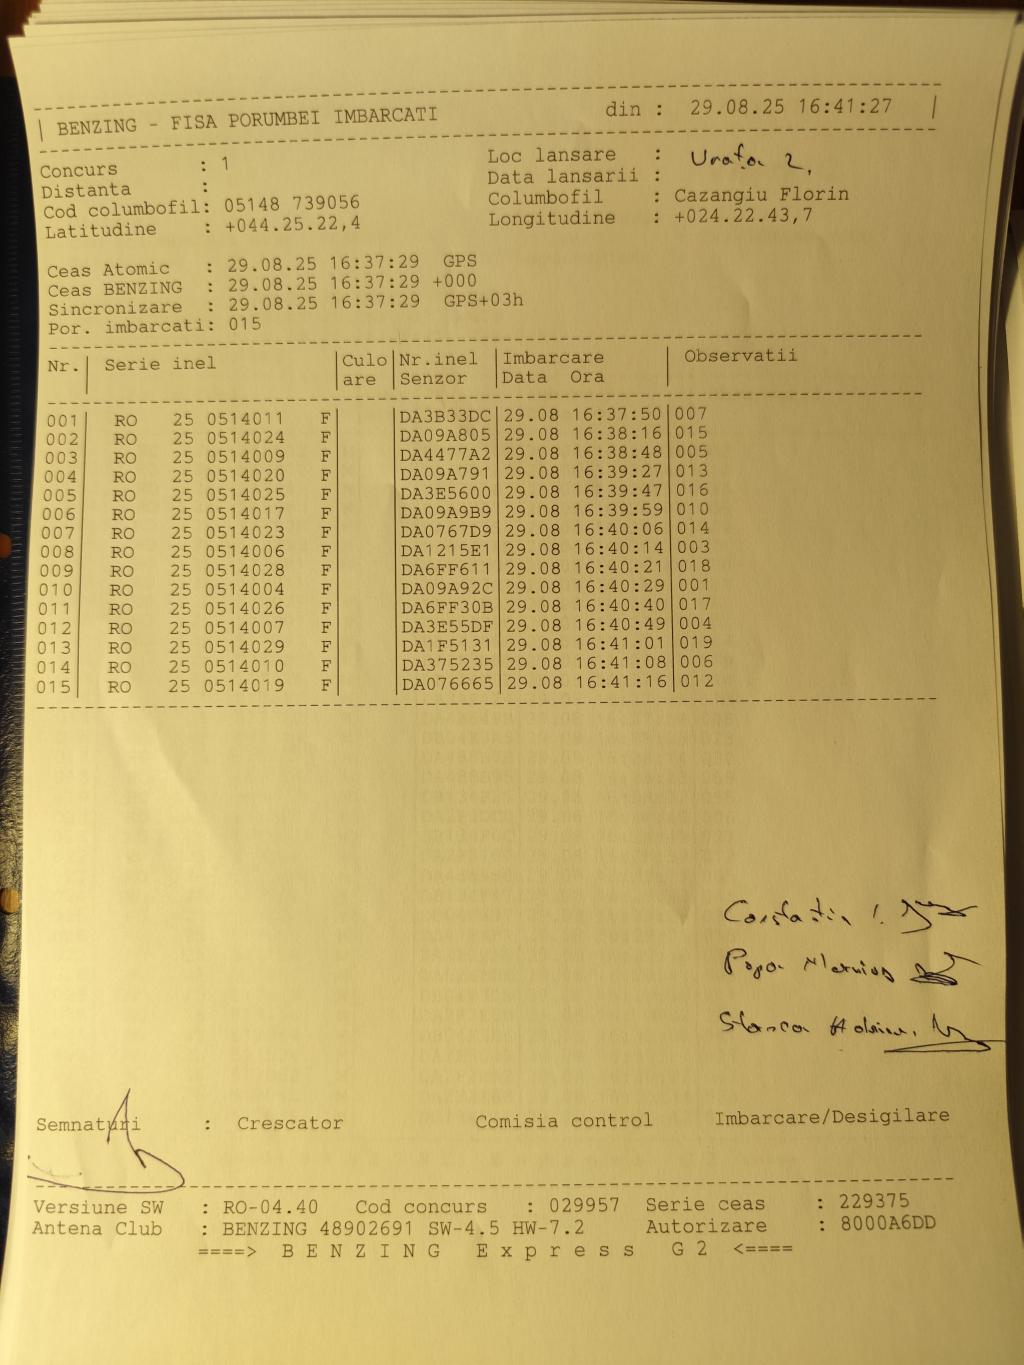 BENZING - FISA PORUMBEI IMBARCATI din : 29.08.25 16:41:27
Concurs : 1 Loc lansare : Urafa 2,
Distanta : Data lansarii :
Cod columbofil: 05148 739056 Columbofil : Cazangiu Florin
Latitudine : +044.25.22,4 Longitudine : +024.22.43,7
Ceas Atomic : 29.08.25 16:37:29 GPS
Ceas BENZING : 29.08.25 16:37:29 +000
Sincronizare : 29.08.25 16:37:29 GPS+03h
Por. imbarcati: 015
Nr. Serie inel Culo Nr.inel Imbarcare Observatii
are Senzor Data Ora
001 RO 25 0514011 F DA3B33DC 29.08 16:37:50 007
002 RO 25 0514024 F DA09A805 29.08 16:38:16 015
003 RO 25 0514009 F DA4477A2 29.08 16:38:48 005
004 RO 25 0514020 F DA09A791 29.08 16:39:27 013
005 RO 25 0514025 F DA3E5600 29.08 16:39:47 016
006 RO 25 0514017 F DA09A9B9 29.08 16:39:59 010
007 RO 25 0514023 F DA0767D9 29.08 16:40:06 014
008 RO 25 0514006 F DA1215E1 29.08 16:40:14 003
009 RO 25 0514028 F DA6FF611 29.08 16:40:21 018
010 RO 25 0514004 F DA09A92C 29.08 16:40:29 001
011 RO 25 0514026 F DA6FF30B 29.08 16:40:40 017
012 RO 25 0514007 F DA3E55DF 29.08 16:40:49 004
013 RO 25 0514029 F DA1F5131 29.08 16:41:01 019
014 RO 25 0514010 F DA375235 29.08 16:41:08 006
015 RO 25 0514019 F DA076665 29.08 16:41:16 012
Constantin I.
Popa Marius
Stanca Adrian.
Semnaturi : Crescator Comisia control Imbarcare/Desigilare
Versiune SW : RO-04.40 Cod concurs : 029957 Serie ceas : 229375
Antena Club : BENZING 48902691 SW-4.5 HW-7.2 Autorizare : 8000A6DD
====> B E N Z I N G E x p r e s s G 2 <====